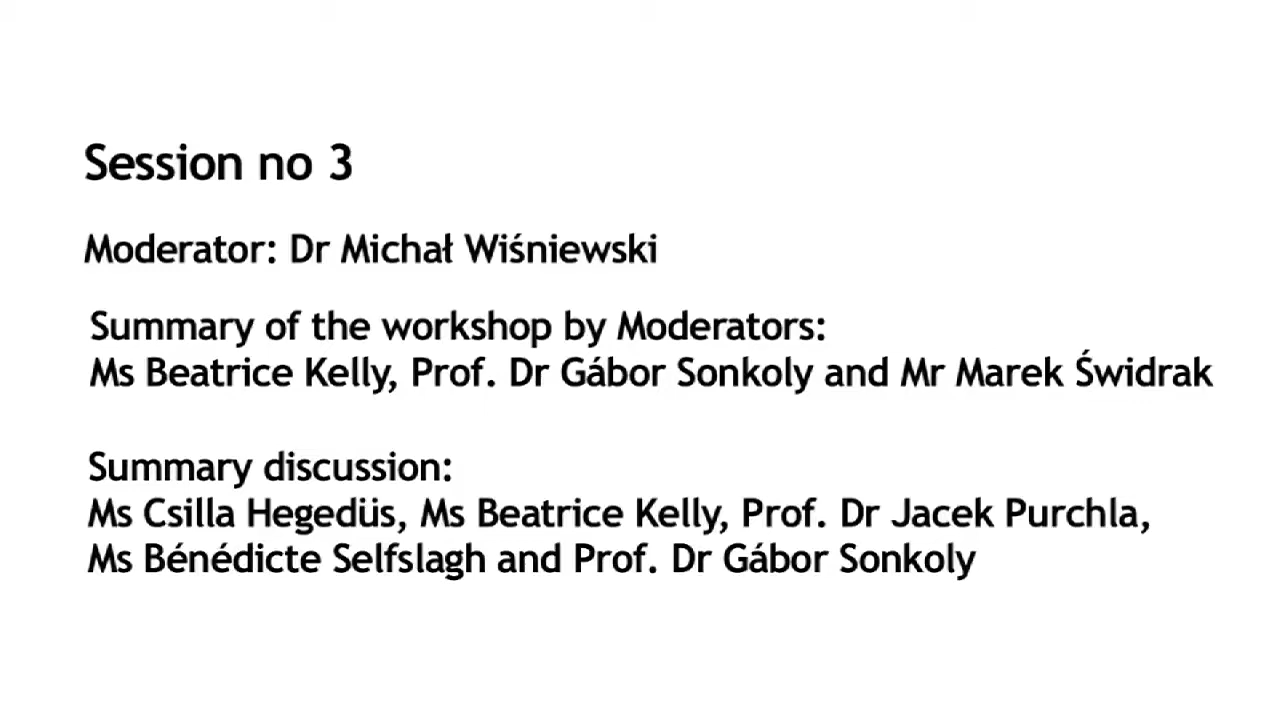 Session no 3
Moderator: Dr Michał Wiśniewski
Summary of the workshop by Moderators:
Ms Beatrice Kelly, Prof. Dr Gábor Sonkoly and Mr Marek Świdrak
Summary discussion:
Ms Csilla Hegedüs, Ms Beatrice Kelly, Prof. Dr Jacek Purchla,
Ms Bénédicte Selfslagh and Prof. Dr Gábor Sonkoly